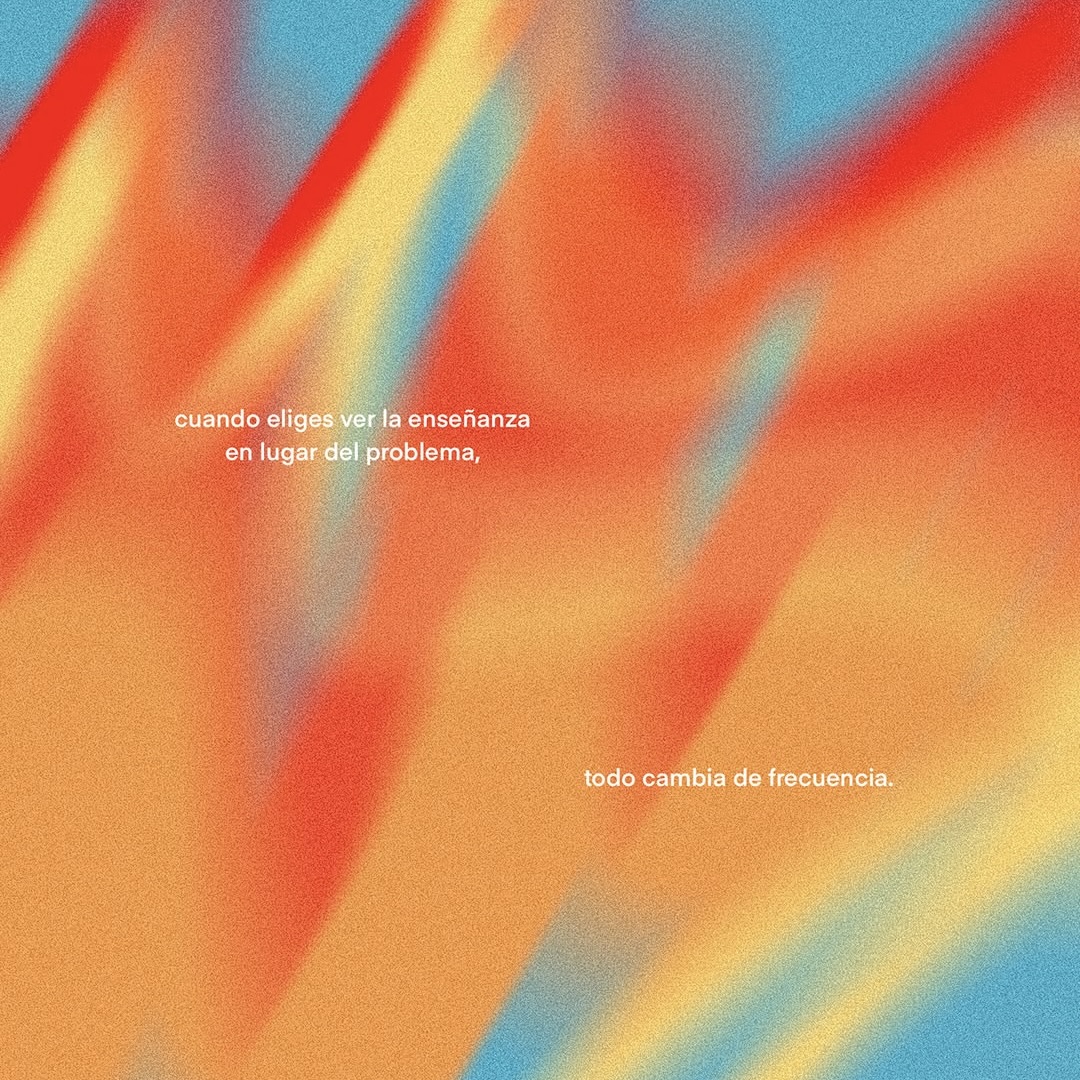 cuando eliges ver la enseñanza
en lugar del problema,
todo cambia de frecuencia.